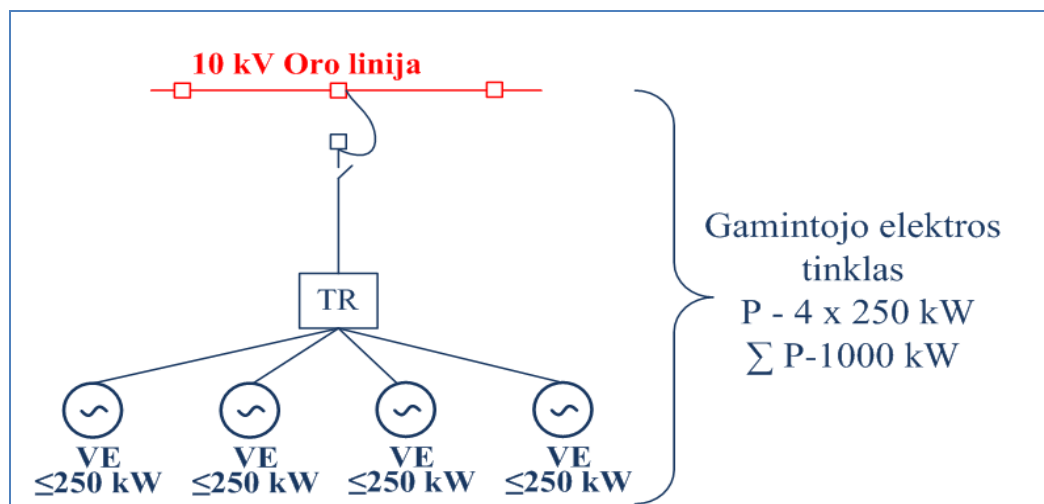 10 kV Oro linija
Gamintojo elektros
tinklas
P - 4 x 250 kW
∑ P-1000 kW
TR
VE
≤250 kW
VE
≤250 kW
VE
≤250 kW
VE
≤250 kW